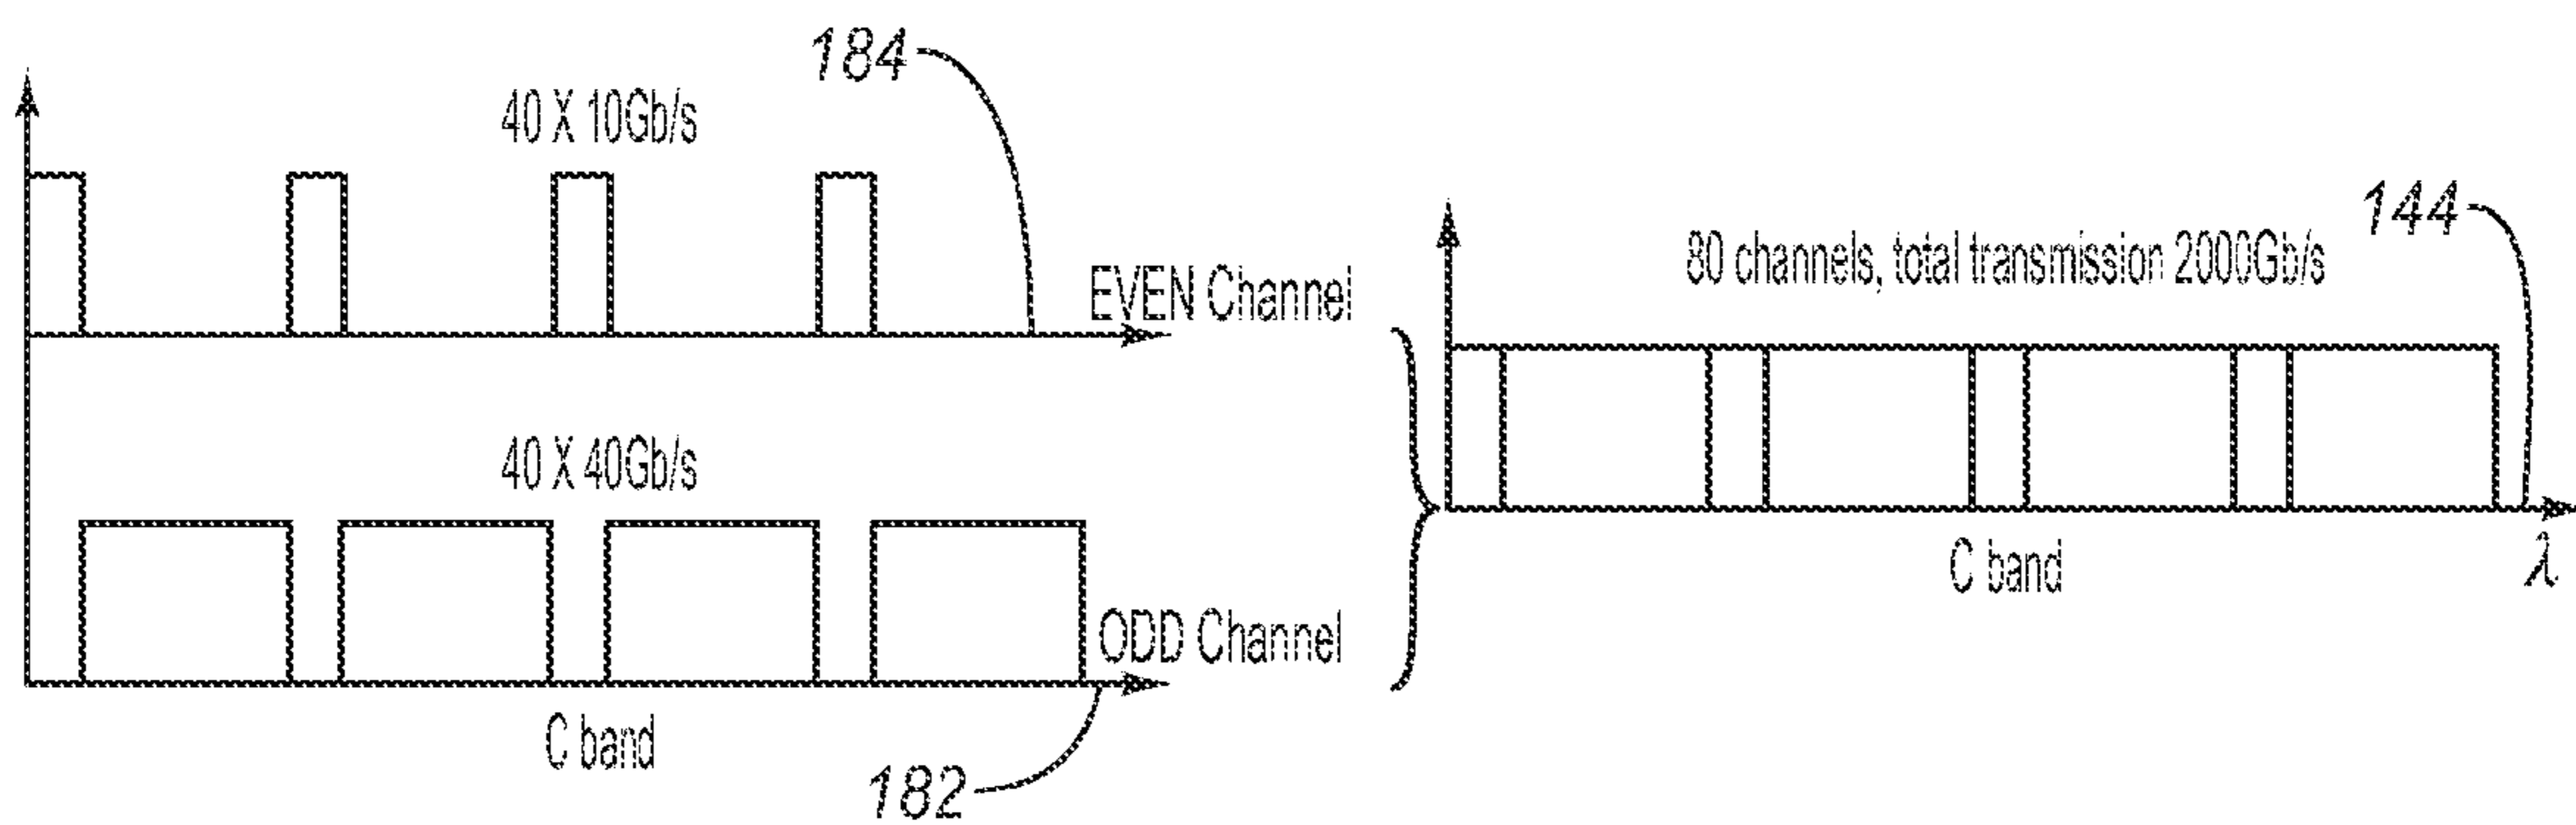 184
40 X 10Gb/s
EVEN Channel
40 X 40Gb/s
ODD Channel
C band
182
144
80 channels, total transmission 2000Gb/s
C band
λ